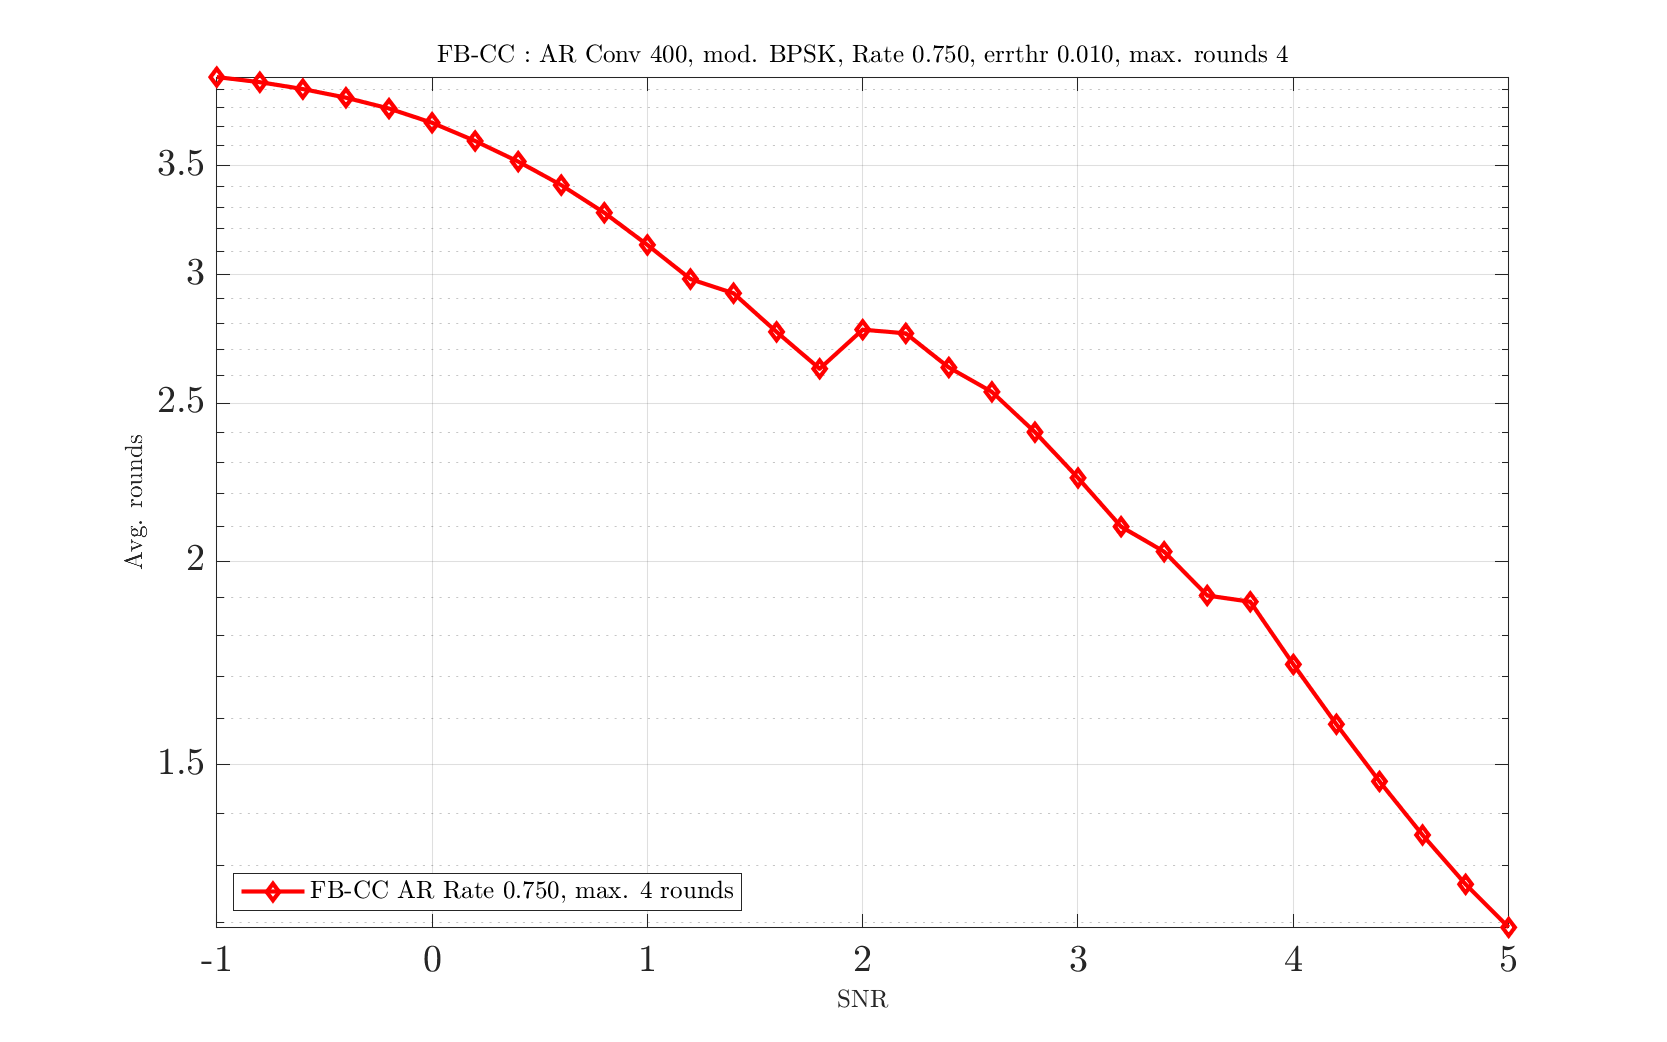 FB-CC : AR Conv 400, mod. BPSK, Rate 0.750, errthr 0.010, max. rounds 4
3.5
3
2.5
2
1.5
Avg. rounds
FB-CC AR Rate 0.750, max. 4 rounds
-1 0 1 2 3 4 5
SNR